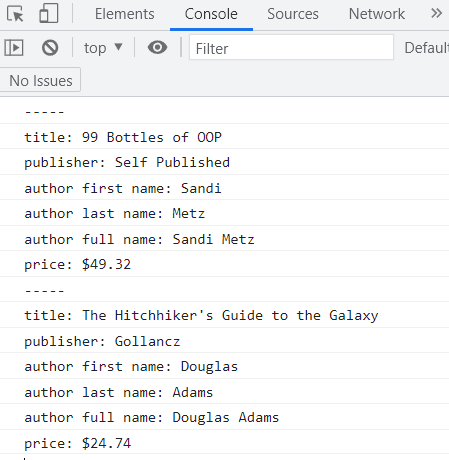 Elements Console Sources Network
top Filter Defaul
No Issues
-----
title: 99 Bottles of OOP
publisher: Self Published
author first name: Sandi
author last name: Metz
author full name: Sandi Metz
price: $49.32
-----
title: The Hitchhiker's Guide to the Galaxy
publisher: Gollancz
author first name: Douglas
author last name: Adams
author full name: Douglas Adams
price: $24.74